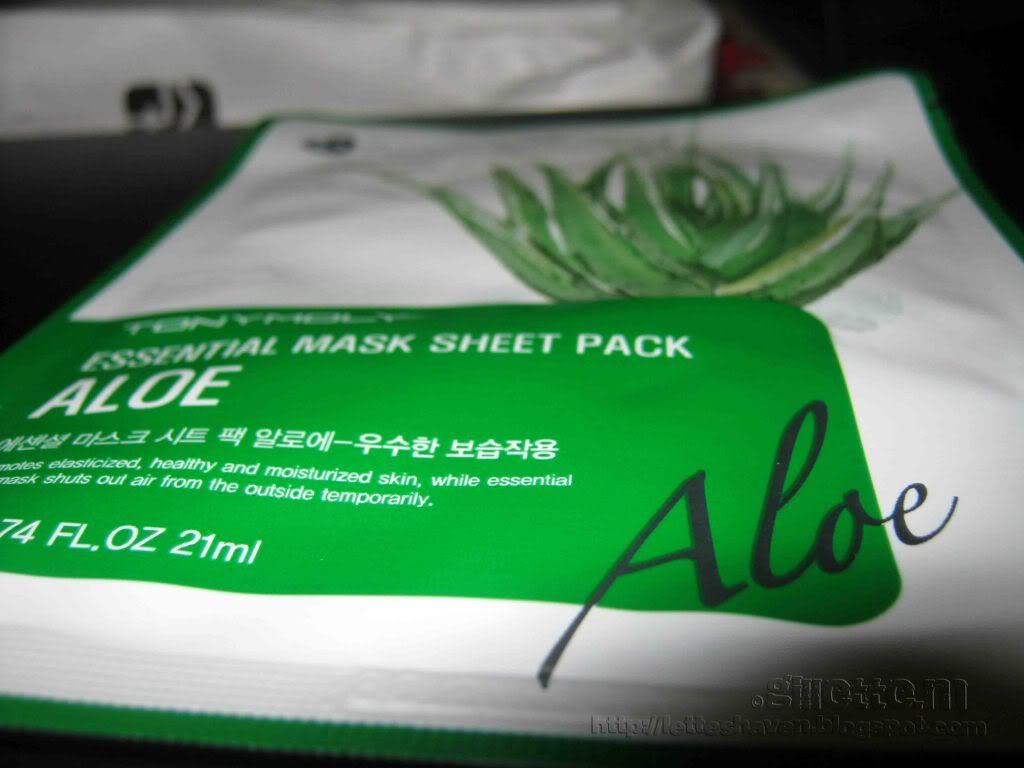 TONYMOLY
ESSENTIAL MASK SHEET PACK
ALOE
에센셜 마스크 시트 팩 알로에-우수한 보습작용
motes elasticized, healthy and moisturized skin, while essential
mask shuts out air from the outside temporarily.
74 FL.OZ 21ml
Aloe
.gillette.m
http://letteshaven.blogspot.com